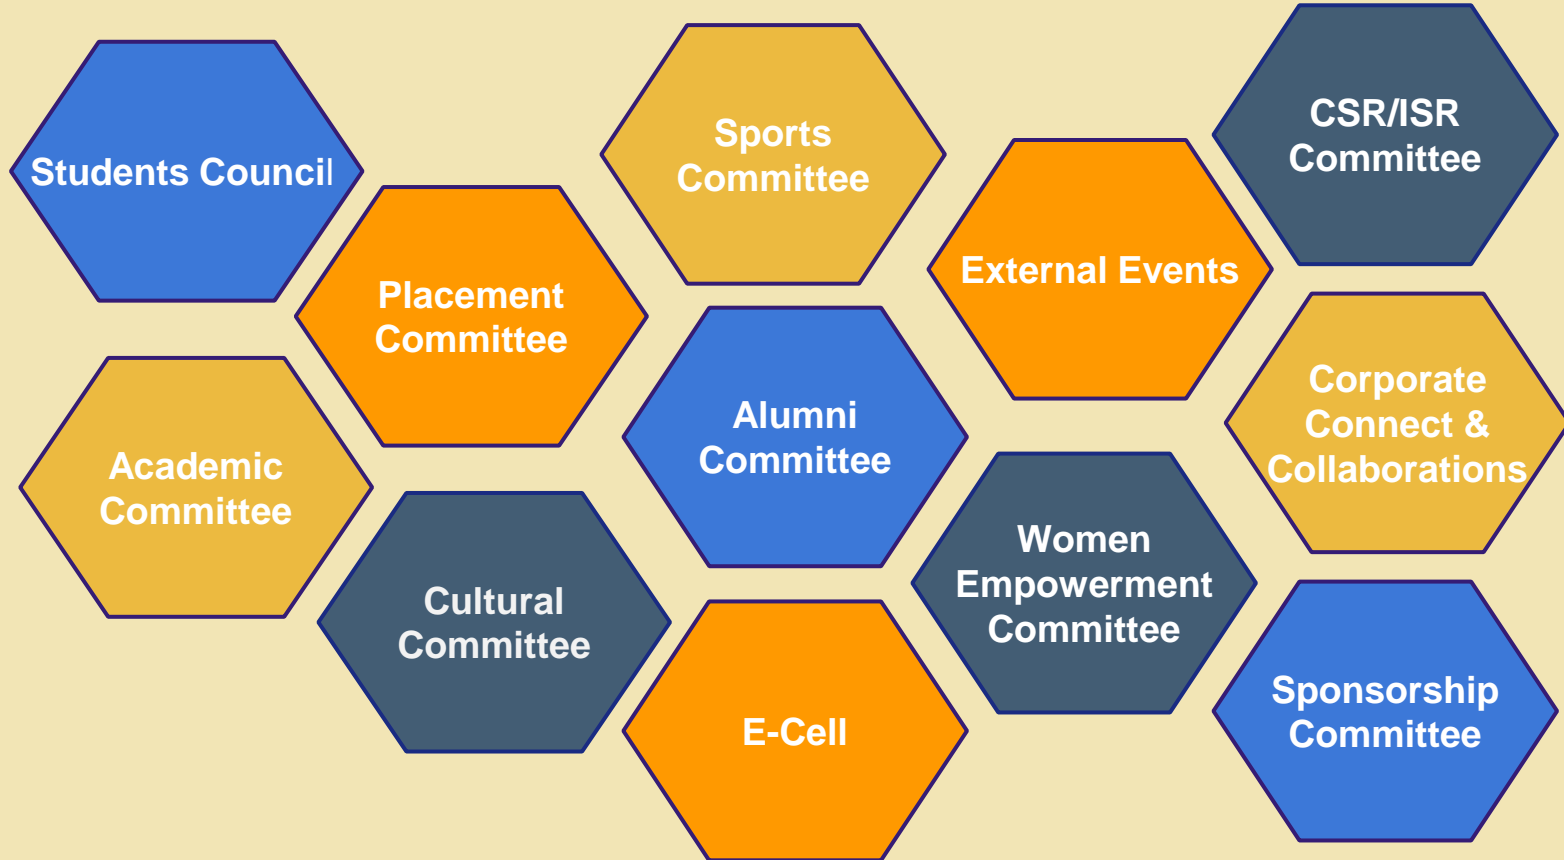 Students Council
Placement
Committee
Academic
Committee
Cultural
Committee
Sports
Committee
Alumni
Committee
E-Cell
External Events
Women
Empowerment
Committee
CSR/ISR
Committee
Corporate
Connect &
Collaborations
Sponsorship
Committee